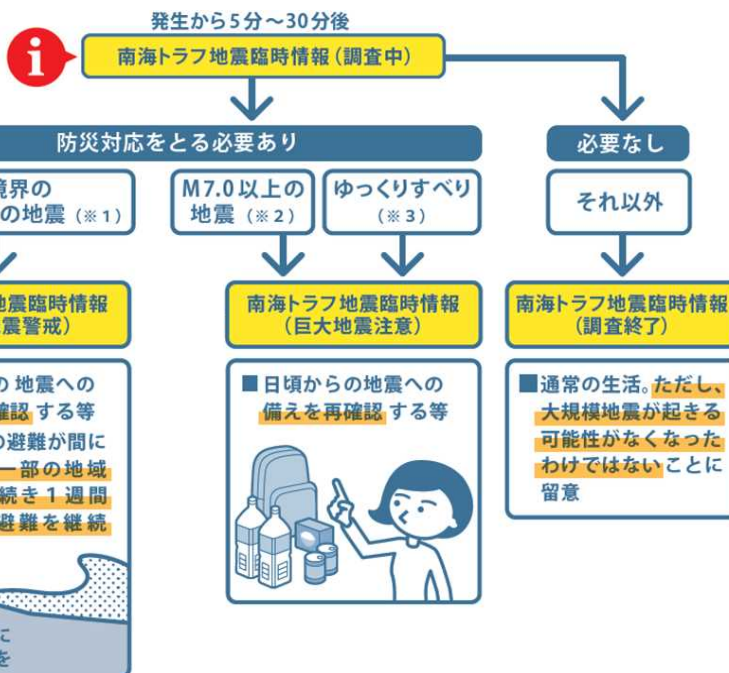 発生から5分〜30分後
i
南海トラフ地震臨時情報（調査中）
防災対応をとる必要あり
必要なし
境界の
の地震（※1）
M7.0以上の
地震（※2）
ゆっくりすべり
（※3）
それ以外
地震臨時情報
震警戒）
南海トラフ地震臨時情報
（巨大地震注意）
南海トラフ地震臨時情報
（調査終了）
の 地震への
確認 する等
の避難が間に
一部の地域
続き1週間
避難を継続
に
を
■日頃からの地震への
備えを再確認 する等
■通常の生活。ただし、
大規模地震が起きる
可能性がなくなった
わけではないことに
留意